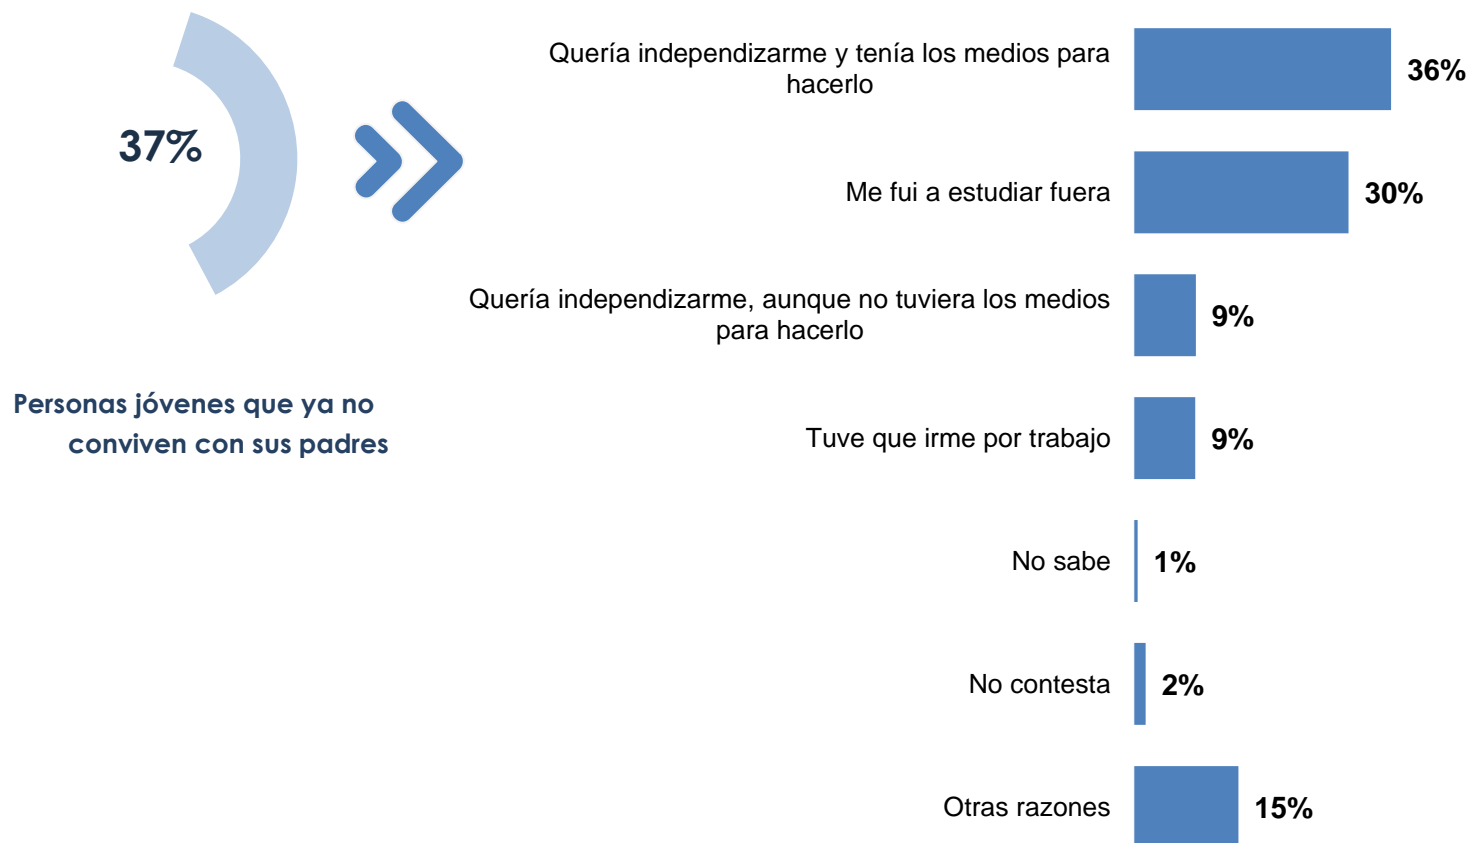 37%
Personas jóvenes que ya no
conviven con sus padres
Quería independizarme y tenía los medios para
hacerlo
36%
Me fui a estudiar fuera
30%
Quería independizarme, aunque no tuviera los medios
para hacerlo
9%
Tuve que irme por trabajo
9%
No sabe
1%
No contesta
2%
Otras razones
15%